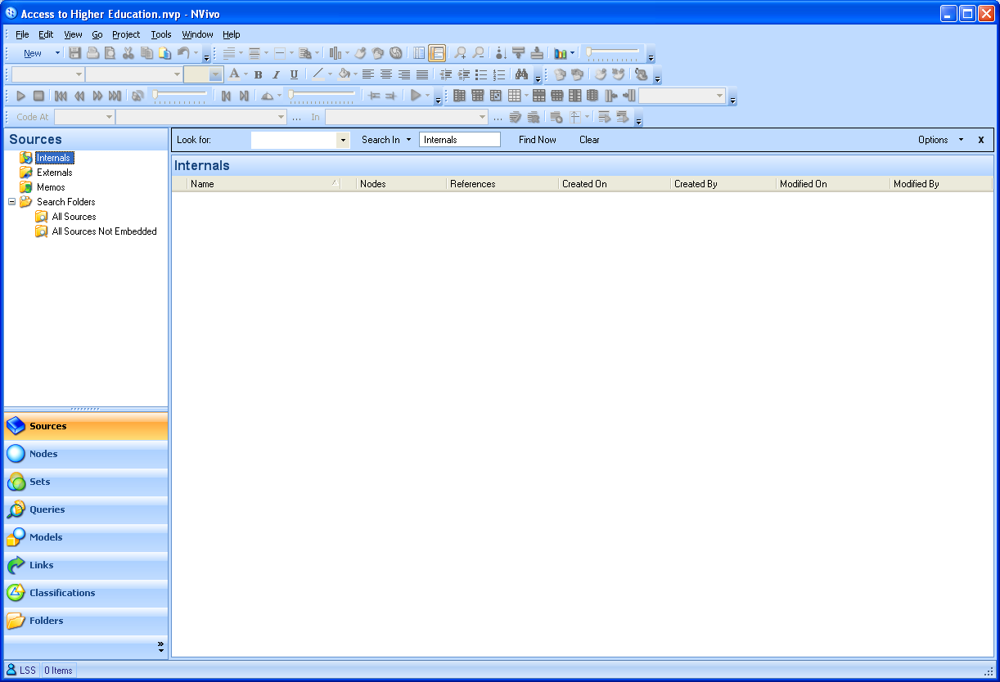 Access to Higher Education.nvp - NVivo
File Edit View Go Project Tools Window Help
New
A B I U
Code At ... In ...
Sources
Internals
Externals
Memos
Search Folders
All Sources
All Sources Not Embedded
Look for: Search In Internals Find Now Clear Options x
Internals
Name Nodes References Created On Created By Modified On Modified By
Sources
Nodes
Sets
Queries
Models
Links
Classifications
Folders
»
LSS 0 Items